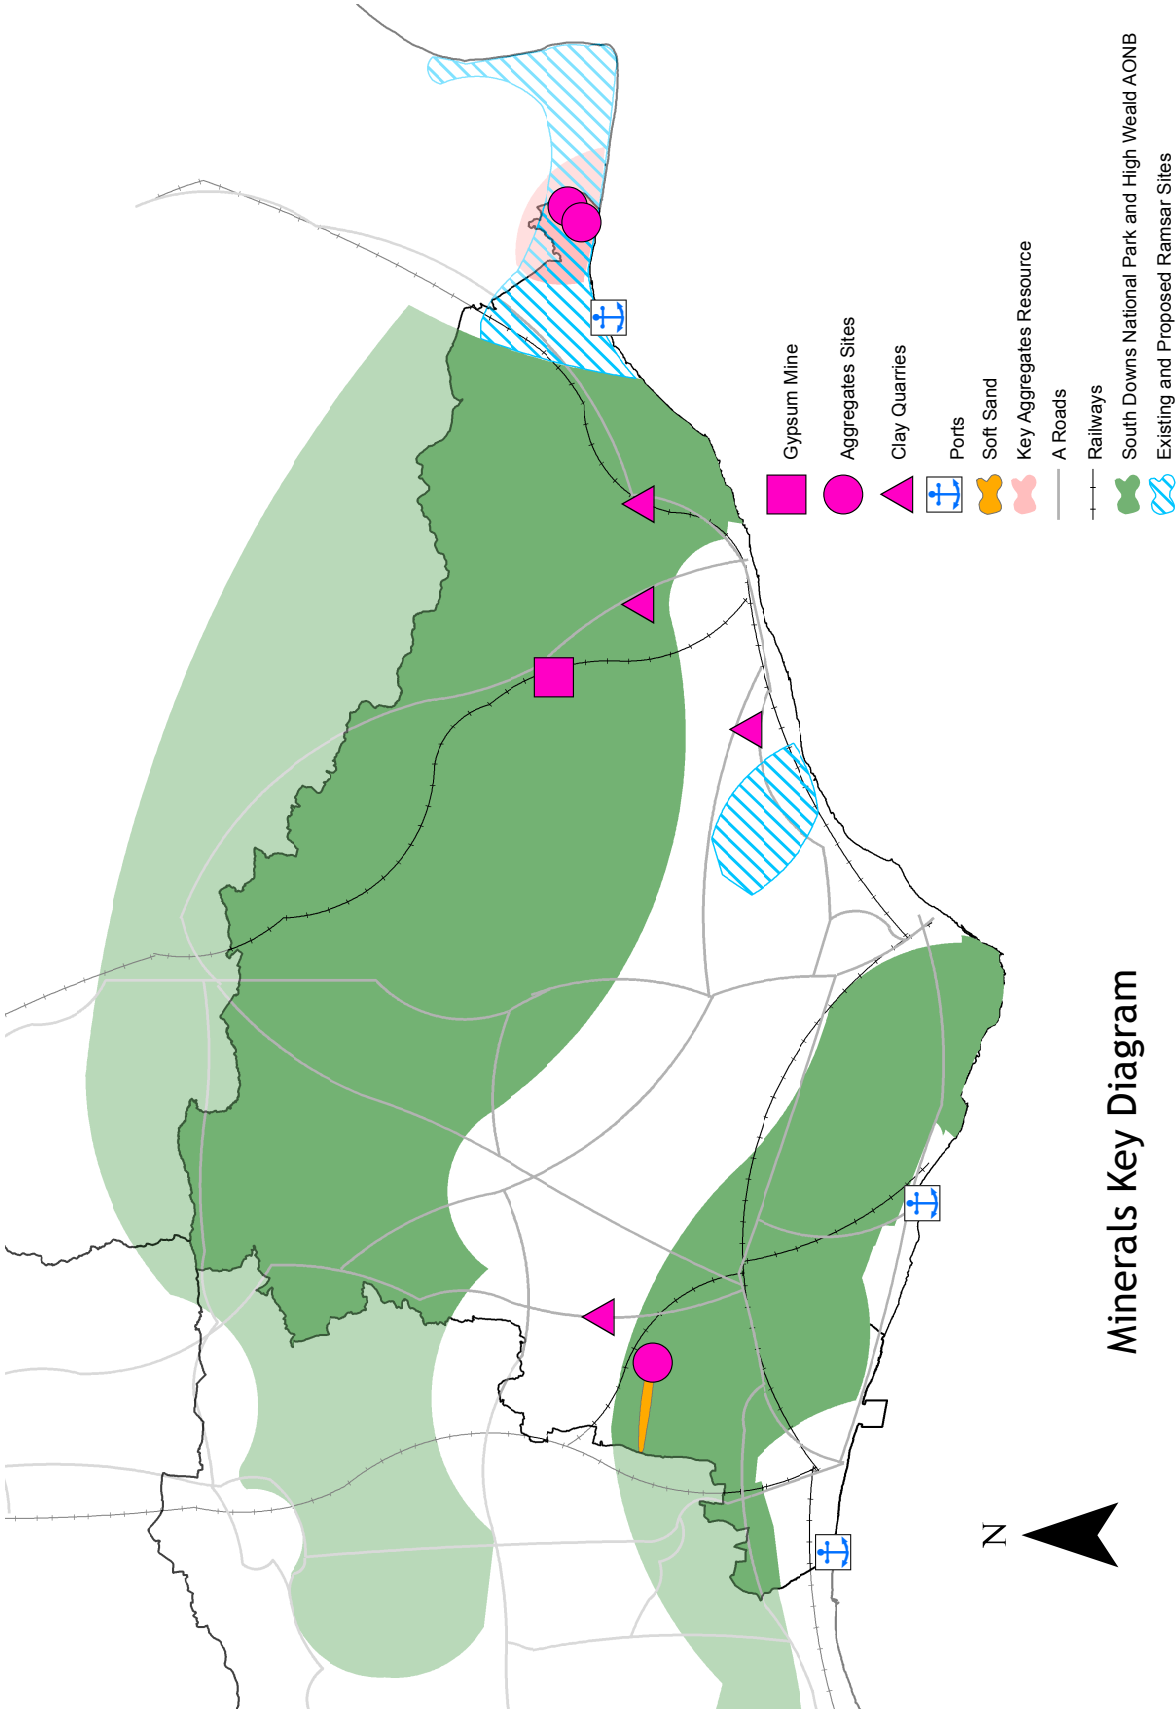 Gypsum Mine
Aggregates Sites
Clay Quarries
Ports
Soft Sand
Key Aggregates Resource
A Roads
Railways
South Downs National Park and High Weald AONB
Existing and Proposed Ramsar Sites
N
Minerals Key Diagram